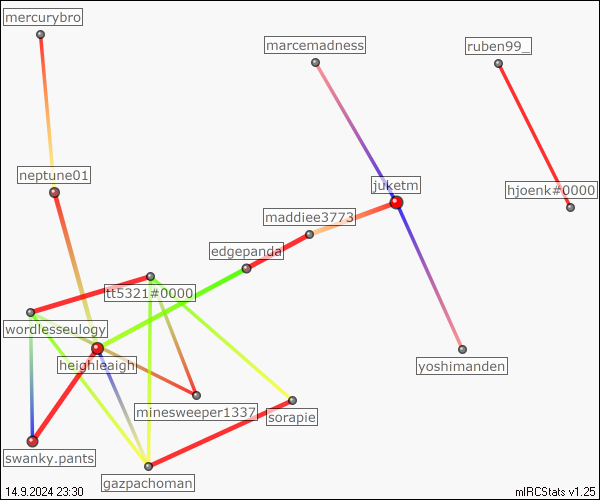 mercurybro
marcemadness
ruben99_
neptune01
juketm
hjoenk#0000
maddiee3773
edgepanda
tt5321#0000
wordlesseulogy
heighleaigh
yoshimanden
minesweeper1337
sorapie
swanky.pants
gazpachoman
14.9.2024 23:30
mIRCStats v1.25